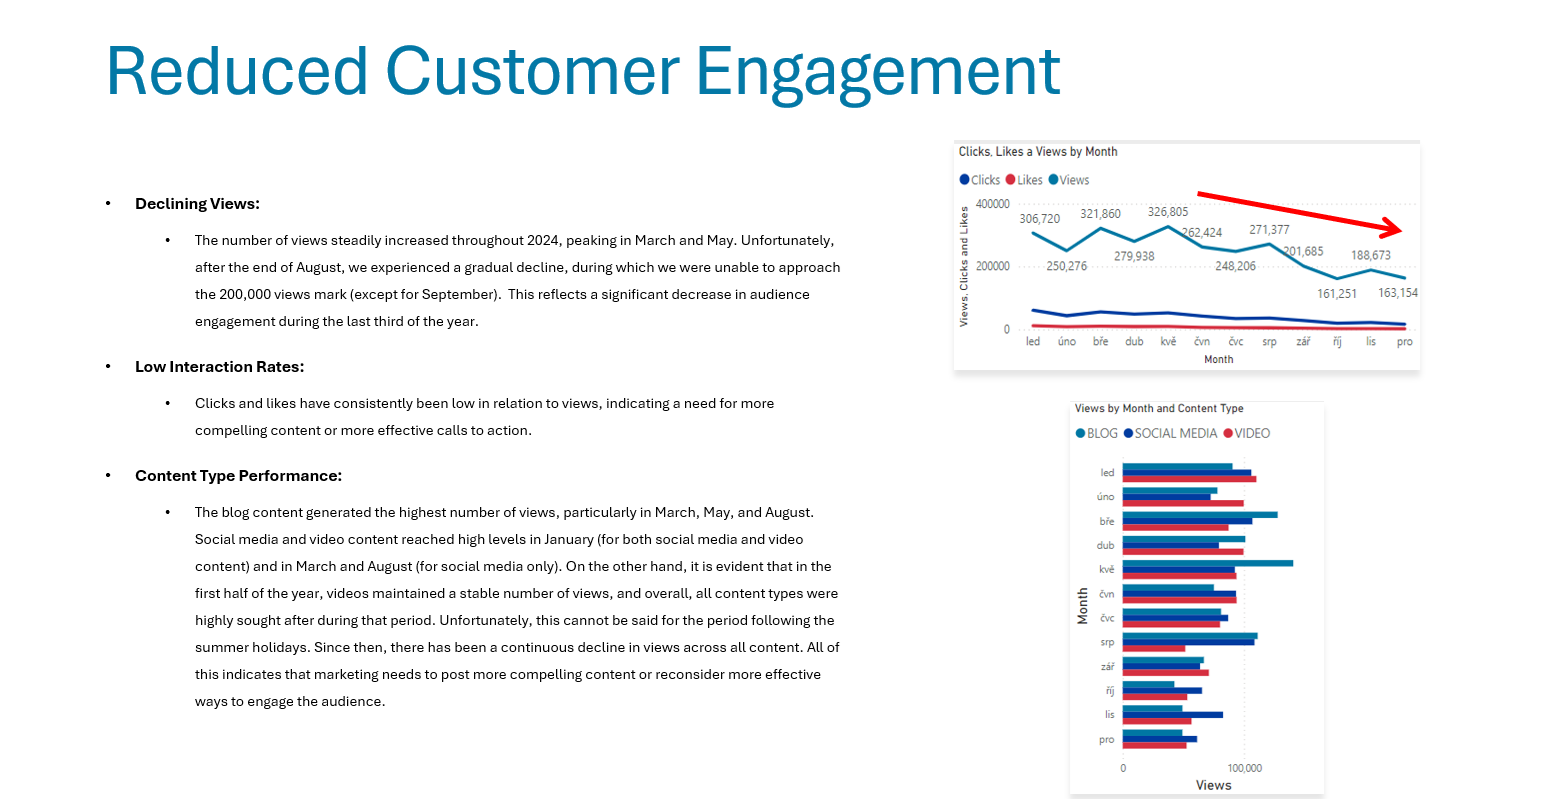 Reduced Customer Engagement
• Declining Views:
• The number of views steadily increased throughout 2024, peaking in March and May. Unfortunately,
after the end of August, we experienced a gradual decline, during which we were unable to approach
the 200,000 views mark (except for September).  This reflects a significant decrease in audience
engagement during the last third of the year.
• Low Interaction Rates:
• Clicks and likes have consistently been low in relation to views, indicating a need for more
compelling content or more effective calls to action.
• Content Type Performance:
• The blog content generated the highest number of views, particularly in March, May, and August.
Social media and video content reached high levels in January (for both social media and video
content) and in March and August (for social media only). On the other hand, it is evident that in the
first half of the year, videos maintained a stable number of views, and overall, all content types were
highly sought after during that period. Unfortunately, this cannot be said for the period following the
summer holidays. Since then, there has been a continuous decline in views across all content. All of
this indicates that marketing needs to post more compelling content or reconsider more effective
ways to engage the audience.
Clicks, Likes a Views by Month
Clicks Likes Views
Views, Clicks and Likes
400000
200000
0
306,720
250,276
321,860
279,938
326,805
262,424
248,206
271,377
201,685
161,251
188,673
163,154
led úno bře dub kvě čvn čvc srp zář říj lis pro
Month
Views by Month and Content Type
BLOG SOCIAL MEDIA VIDEO
Month
led
úno
bře
dub
kvě
čvn
čvc
srp
zář
říj
lis
pro
0 100,000
Views